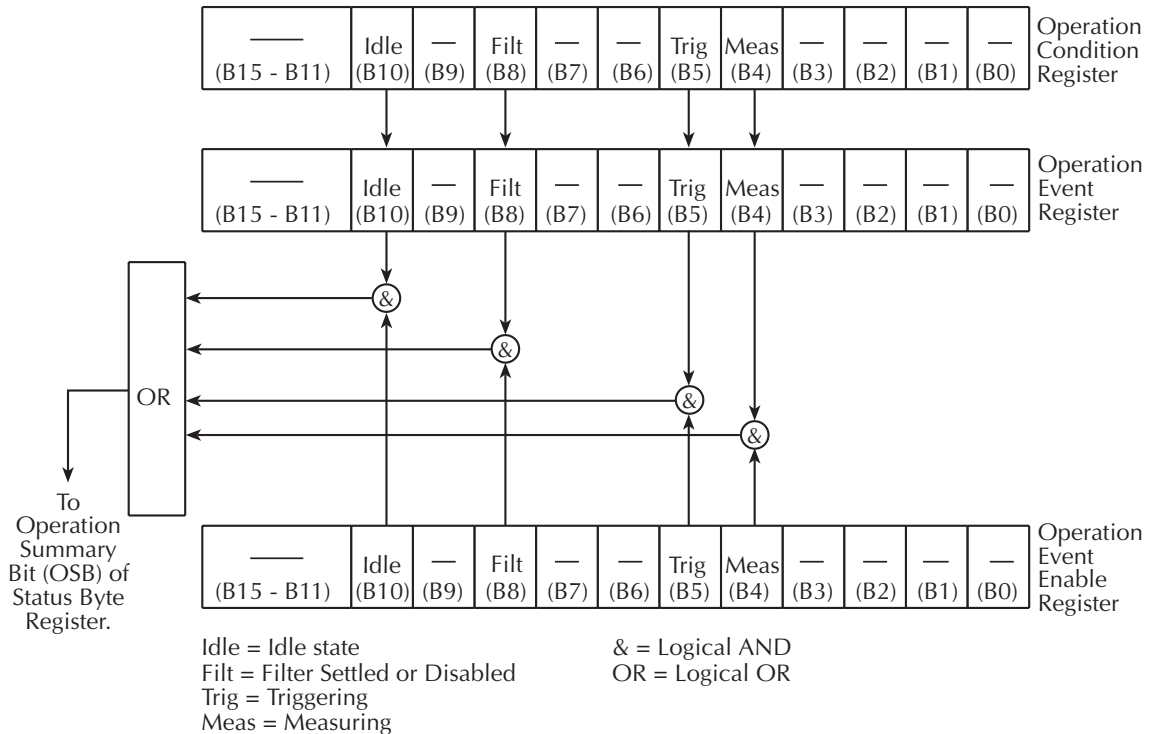 Idle — Filt — — Trig Meas — — — —
(B15 - B11) (B10) (B9) (B8) (B7) (B6) (B5) (B4) (B3) (B2) (B1) (B0)
Operation
Condition
Register
Idle — Filt — — Trig Meas — — — —
(B15 - B11) (B10) (B9) (B8) (B7) (B6) (B5) (B4) (B3) (B2) (B1) (B0)
Operation
Event
Register
&
&
&
&
OR
To
Operation
Summary
Bit (OSB) of
Status Byte
Register.
Idle — Filt — — Trig Meas — — — —
(B15 - B11) (B10) (B9) (B8) (B7) (B6) (B5) (B4) (B3) (B2) (B1) (B0)
Operation
Event
Enable
Register
Idle = Idle state
Filt = Filter Settled or Disabled
Trig = Triggering
Meas = Measuring
& = Logical AND
OR = Logical OR